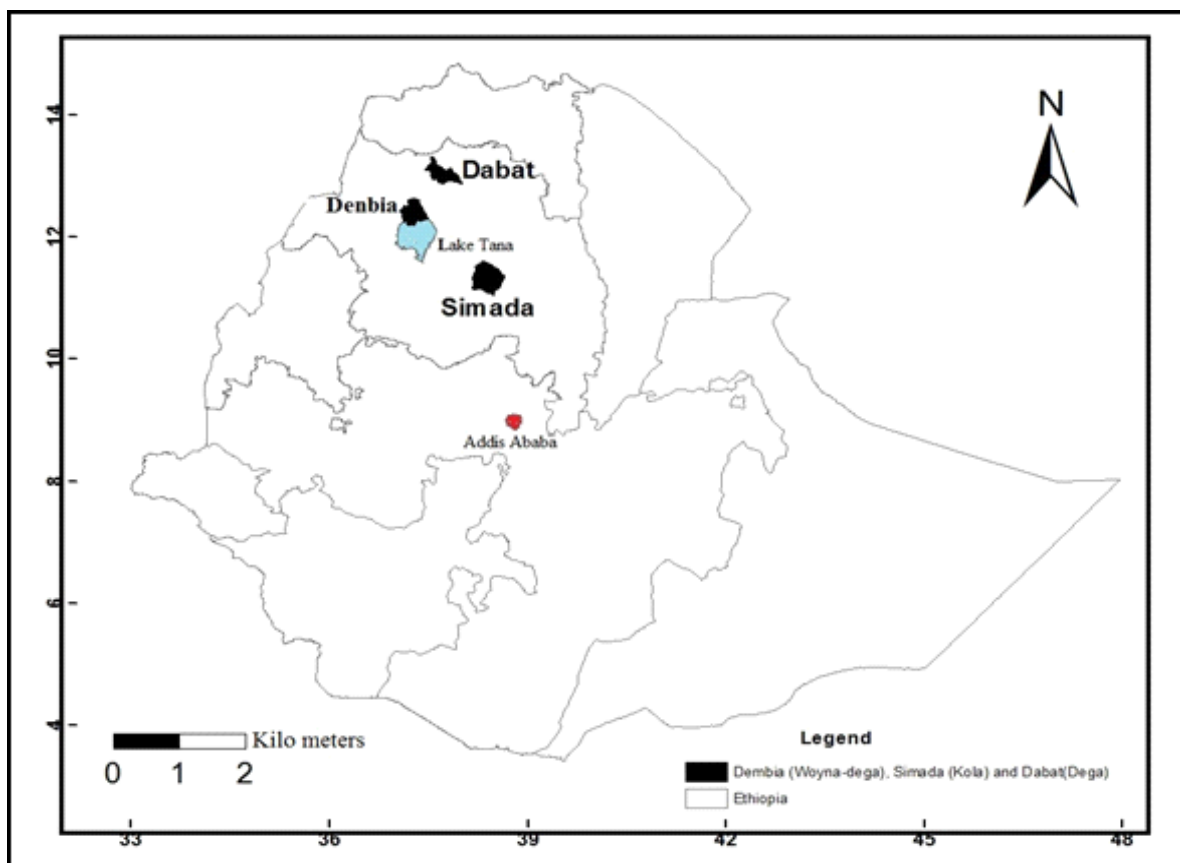 N
14
Dabat
Denbia
12
Lake Tana
Simada
10
Addis Ababa
8
6
4
Kilo meters
0 1 2
Legend
Dembia (Woyna-dega), Simada (Kola) and Dabat(Dega)
Ethiopia
33 36 39 42 45 48